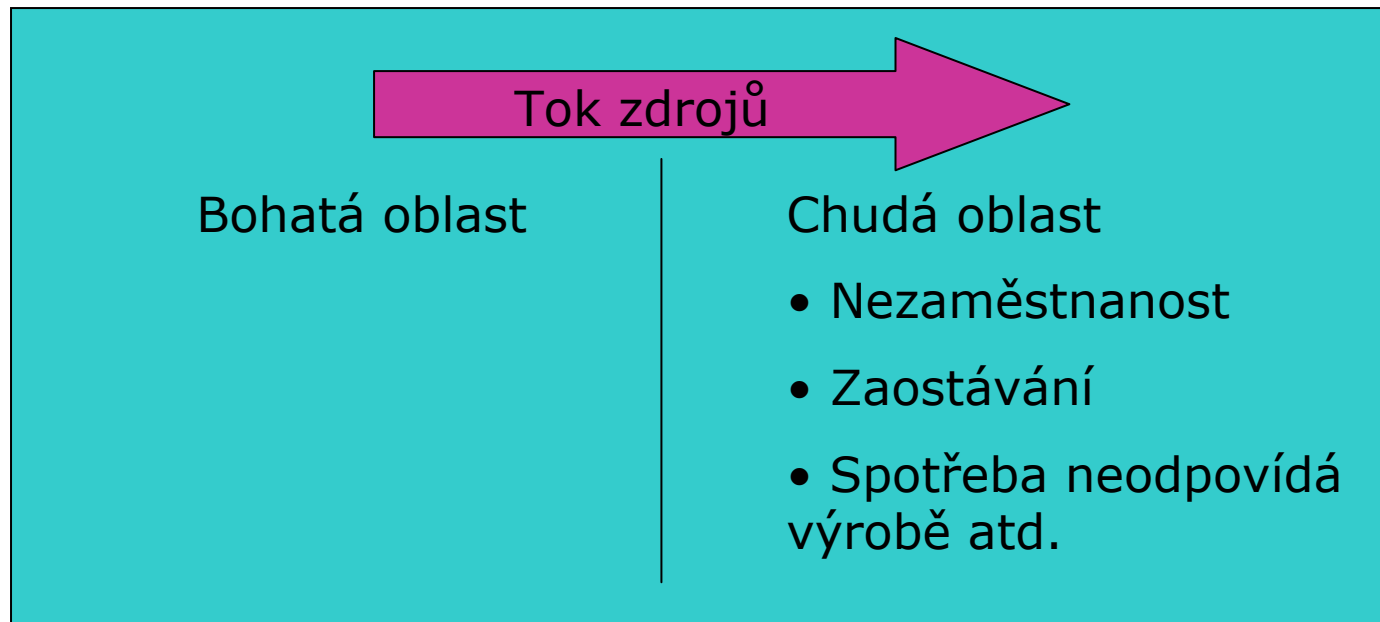 Tok zdrojů
Bohatá oblast
Chudá oblast
• Nezaměstnanost
• Zaostávání
• Spotřeba neodpovídá
výrobě atd.